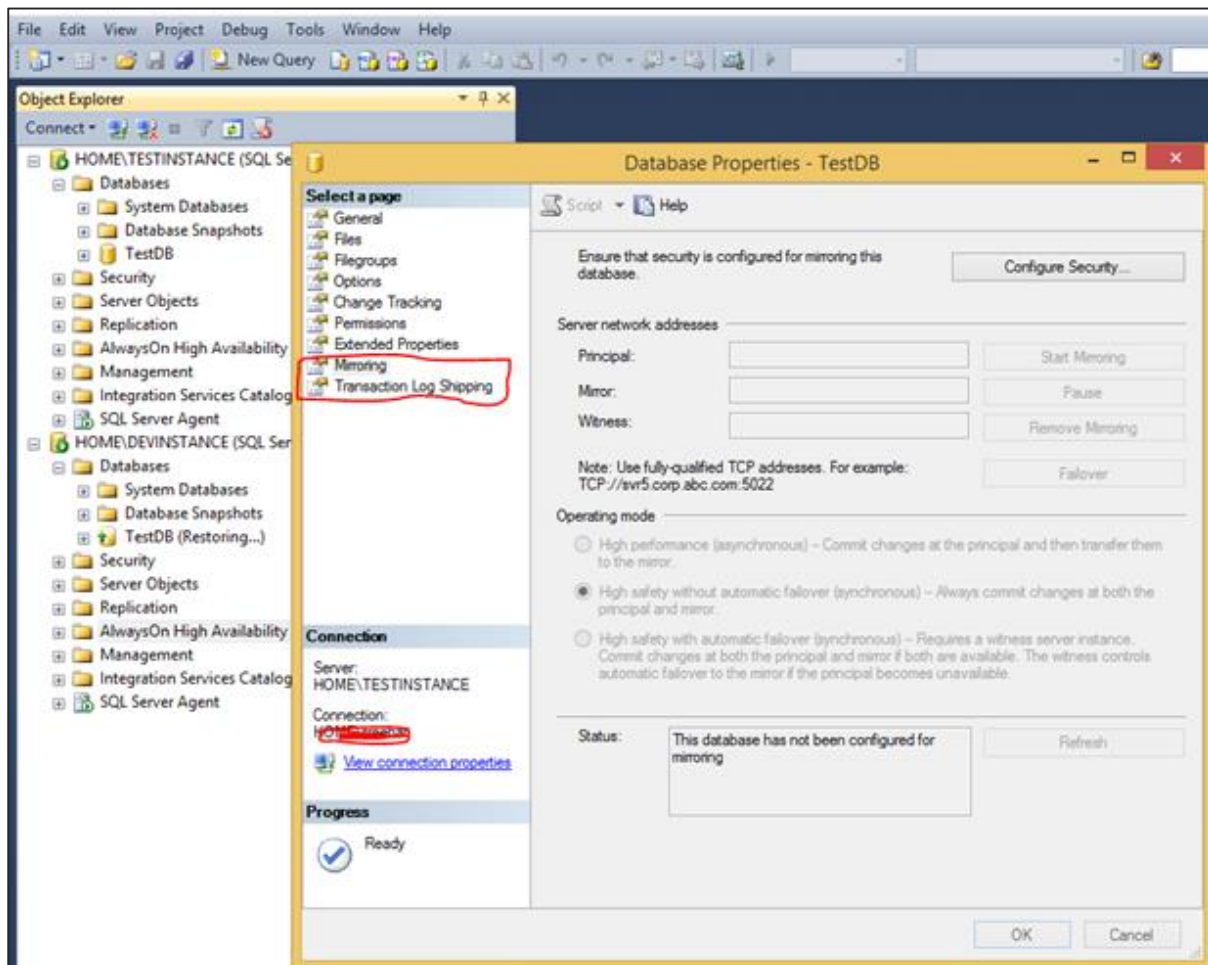 File Edit View Project Debug Tools Window Help
New Query
Object Explorer
Connect
HOME\TESTINSTANCE (SQL Se
Databases
System Databases
Database Snapshots
TestDB
Security
Server Objects
Replication
AlwaysOn High Availability
Management
Integration Services Catalog
SQL Server Agent
HOME\DEVINSTANCE (SQL Ser
Databases
System Databases
Database Snapshots
TestDB (Restoring...)
Security
Server Objects
Replication
AlwaysOn High Availability
Management
Integration Services Catalog
SQL Server Agent
Database Properties - TestDB
Select a page
General
Files
Filegroups
Options
Change Tracking
Permissions
Extended Properties
Mirroring
Transaction Log Shipping
Connection
Server:
HOME\TESTINSTANCE
Connection:
View connection properties
Progress
Ready
Script Help
Ensure that security is configured for mirroring this
database.
Configure Security...
Server network addresses
Principal:
Start Mirroring
Mirror:
Pause
Witness:
Remove Mirroring
Note: Use fully-qualified TCP addresses. For example:
TCP://svr5.corp.abc.com:5022
Failover
Operating mode
High performance (asynchronous) – Commit changes at the principal and then transfer them
to the mirror.
High safety without automatic failover (synchronous) – Always commit changes at both the
principal and mirror.
High safety with automatic failover (synchronous) – Requires a witness server instance.
Commit changes at both the principal and mirror if both are available. The witness controls
automatic failover to the mirror if the principal becomes unavailable.
Status:
This database has not been configured for
mirroring
Refresh
OK Cancel